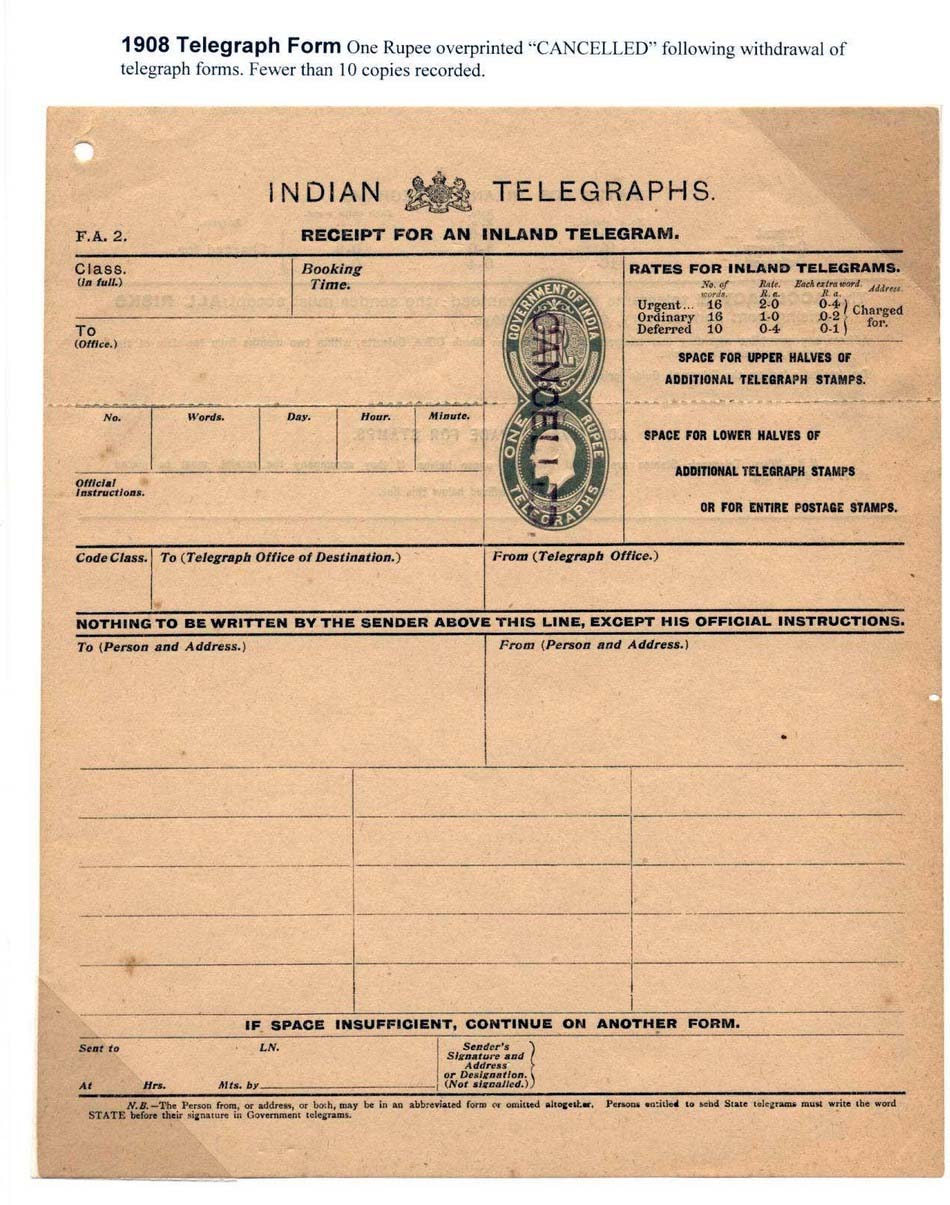 1908 Telegraph Form One Rupee overprinted “CANCELLED” following withdrawal of
telegraph forms. Fewer than 10 copies recorded.
INDIAN TELEGRAPHS.
F.A. 2.
RECEIPT FOR AN INLAND TELEGRAM.
Class.
(In full.)
Booking
Time.
To
(Office.)
GOVERNMENT OF INDIA
ONE RUPEE
TELEGRAPHS
CANCELLED
RATES FOR INLAND TELEGRAMS.
No. of words. Rate. R. a. Each extra word. R. a. Address.
Urgent... 16 2-0 0-4
Ordinary 16 1-0 0-2
Deferred 10 0-4 0-1
Charged for.
SPACE FOR UPPER HALVES OF
ADDITIONAL TELEGRAPH STAMPS.
No. Words. Day. Hour. Minute.
SPACE FOR LOWER HALVES OF
ADDITIONAL TELEGRAPH STAMPS
OR FOR ENTIRE POSTAGE STAMPS.
Official
Instructions.
Code Class. To (Telegraph Office of Destination.) From (Telegraph Office.)
NOTHING TO BE WRITTEN BY THE SENDER ABOVE THIS LINE, EXCEPT HIS OFFICIAL INSTRUCTIONS.
To (Person and Address.) From (Person and Address.)
IF SPACE INSUFFICIENT, CONTINUE ON ANOTHER FORM.
Sent to LN.
At Hrs. Mts. by
Sender's
Signature and
Address
or Designation.
(Not signalled.)
N.B.—The Person from, or address, or both, may be in an abbreviated form or omitted altogether. Persons entitled to send State telegrams must write the word
STATE before their signature in Government telegrams.